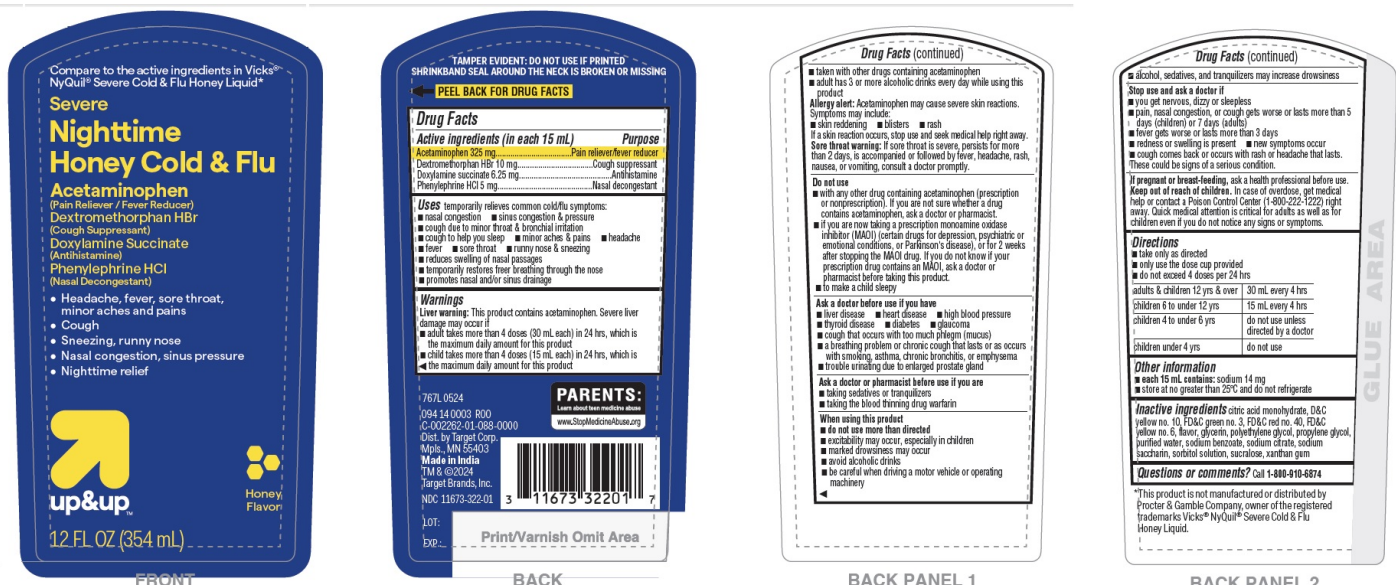 Compare to the active ingredients in Vicks®
NyQuil® Severe Cold & Flu Honey Liquid*
Severe
Nighttime
Honey Cold & Flu
Acetaminophen
(Pain Reliever / Fever Reducer)
Dextromethorphan HBr
(Cough Suppressant)
Doxylamine Succinate
(Antihistamine)
Phenylephrine HCl
(Nasal Decongestant)
• Headache, fever, sore throat,
minor aches and pains
• Cough
• Sneezing, runny nose
• Nasal congestion, sinus pressure
• Nighttime relief
up&up™
Honey
Flavor
12 FL OZ (354 mL)
FRONT
TAMPER EVIDENT: DO NOT USE IF PRINTED
SHRINKBAND SEAL AROUND THE NECK IS BROKEN OR MISSING
PEEL BACK FOR DRUG FACTS
Drug Facts
Active ingredients (in each 15 mL) Purpose
Acetaminophen 325 mg..............................Pain reliever/fever reducer
Dextromethorphan HBr 10 mg..............................Cough suppressant
Doxylamine succinate 6.25 mg..............................Antihistamine
Phenylephrine HCl 5 mg..............................Nasal decongestant
Uses temporarily relieves common cold/flu symptoms:
■ nasal congestion ■ sinus congestion & pressure
■ cough due to minor throat & bronchial irritation
■ cough to help you sleep ■ minor aches & pains ■ headache
■ fever ■ sore throat ■ runny nose & sneezing
■ reduces swelling of nasal passages
■ temporarily restores freer breathing through the nose
■ promotes nasal and/or sinus drainage
Warnings
Liver warning: This product contains acetaminophen. Severe liver
damage may occur if
■ adult takes more than 4 doses (30 mL each) in 24 hrs, which is
the maximum daily amount for this product
■ child takes more than 4 doses (15 mL each) in 24 hrs, which is
the maximum daily amount for this product
767L 0524
094 14 0003 R00
C-002262-01-088-0000
Dist. by Target Corp.
Mpls., MN 55403
Made in India
TM & ©2024
Target Brands, Inc.
NDC 11673-322-01
LOT:
EXP.:
PARENTS:
Learn about teen medicine abuse
www.StopMedicineAbuse.org
3 11673 32201 7
Print/Varnish Omit Area
BACK
Drug Facts (continued)
■ taken with other drugs containing acetaminophen
■ adult has 3 or more alcoholic drinks every day while using this
product
Allergy alert: Acetaminophen may cause severe skin reactions.
Symptoms may include:
■ skin reddening ■ blisters ■ rash
If a skin reaction occurs, stop use and seek medical help right away.
Sore throat warning: If sore throat is severe, persists for more
than 2 days, is accompanied or followed by fever, headache, rash,
nausea, or vomiting, consult a doctor promptly.
Do not use
■ with any other drug containing acetaminophen (prescription
or nonprescription). If you are not sure whether a drug
contains acetaminophen, ask a doctor or pharmacist.
■ if you are now taking a prescription monoamine oxidase
inhibitor (MAOI) (certain drugs for depression, psychiatric or
emotional conditions, or Parkinson's disease), or for 2 weeks
after stopping the MAOI drug. If you do not know if your
prescription drug contains an MAOI, ask a doctor or
pharmacist before taking this product.
■ to make a child sleepy
Ask a doctor before use if you have
■ liver disease ■ heart disease ■ high blood pressure
■ thyroid disease ■ diabetes ■ glaucoma
■ cough that occurs with too much phlegm (mucus)
■ a breathing problem or chronic cough that lasts or as occurs
with smoking, asthma, chronic bronchitis, or emphysema
■ trouble urinating due to enlarged prostate gland
Ask a doctor or pharmacist before use if you are
■ taking sedatives or tranquilizers
■ taking the blood thinning drug warfarin
When using this product
■ do not use more than directed
■ excitability may occur, especially in children
■ marked drowsiness may occur
■ avoid alcoholic drinks
■ be careful when driving a motor vehicle or operating
machinery
BACK PANEL 1
Drug Facts (continued)
■ alcohol, sedatives, and tranquilizers may increase drowsiness
Stop use and ask a doctor if
■ you get nervous, dizzy or sleepless
■ pain, nasal congestion, or cough gets worse or lasts more than 5
days (children) or 7 days (adults)
■ fever gets worse or lasts more than 3 days
■ redness or swelling is present ■ new symptoms occur
■ cough comes back or occurs with rash or headache that lasts.
These could be signs of a serious condition.
If pregnant or breast-feeding, ask a health professional before use.
Keep out of reach of children. In case of overdose, get medical
help or contact a Poison Control Center (1-800-222-1222) right
away. Quick medical attention is critical for adults as well as for
children even if you do not notice any signs or symptoms.
Directions
■ take only as directed
■ only use the dose cup provided
■ do not exceed 4 doses per 24 hrs
adults & children 12 yrs & over 30 mL every 4 hrs
children 6 to under 12 yrs 15 mL every 4 hrs
children 4 to under 6 yrs do not use unless
directed by a doctor
children under 4 yrs do not use
Other information
■ each 15 mL contains: sodium 14 mg
■ store at no greater than 25ºC and do not refrigerate
Inactive ingredients citric acid monohydrate, D&C
yellow no. 10, FD&C green no. 3, FD&C red no. 40, FD&C
yellow no. 6, flavor, glycerin, polyethylene glycol, propylene glycol,
purified water, sodium benzoate, sodium citrate, sodium
saccharin, sorbitol solution, sucralose, xanthan gum
Questions or comments? Call 1-880-910-6874
*This product is not manufactured or distributed by
Procter & Gamble Company, owner of the registered
trademarks Vicks® NyQuil® Severe Cold & Flu
Honey Liquid.
GLUE AREA
BACK PANEL 2